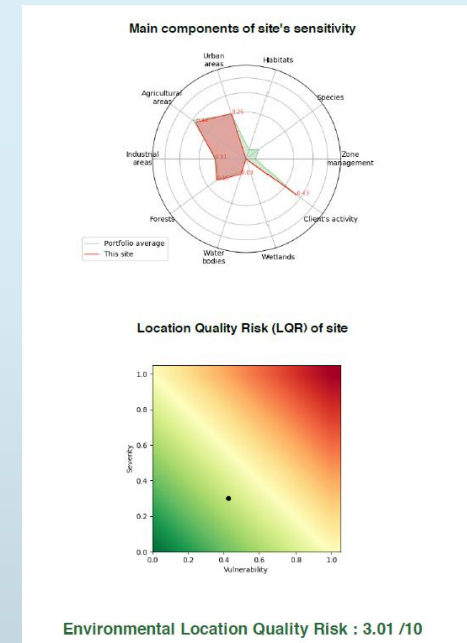 Main components of site's sensitivity
Urban
areas
Habitats
Agricultural
areas
Species
Industrial
areas
Zone
management
Forests
Client's activity
Water
bodies
Wetlands
Portfolio average
This site
Location Quality Risk (LQR) of site
1.0
0.8
0.6
0.4
0.2
0.0
Severity
0.0 0.2 0.4 0.6 0.8 1.0
Vulnerability
Environmental Location Quality Risk : 3.01 /10